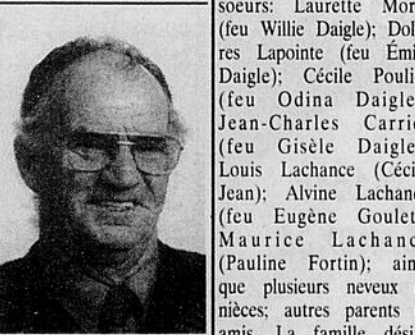 soeurs: Laurette Mor
(feu Willie Daigle); Dol
res Lapointe (feu Émi
Daigle); Cécile Pouli
(feu Odina Daigle
Jean-Charles Carri
(feu Gisèle Daigle
Louis Lachance (Céci
Jean); Alvine Lachan
(feu Eugène Goulet
Maurice Lachanc
(Pauline Fortin); ain
que plusieurs neveux
nièces; autres parents
amis. La famille dési